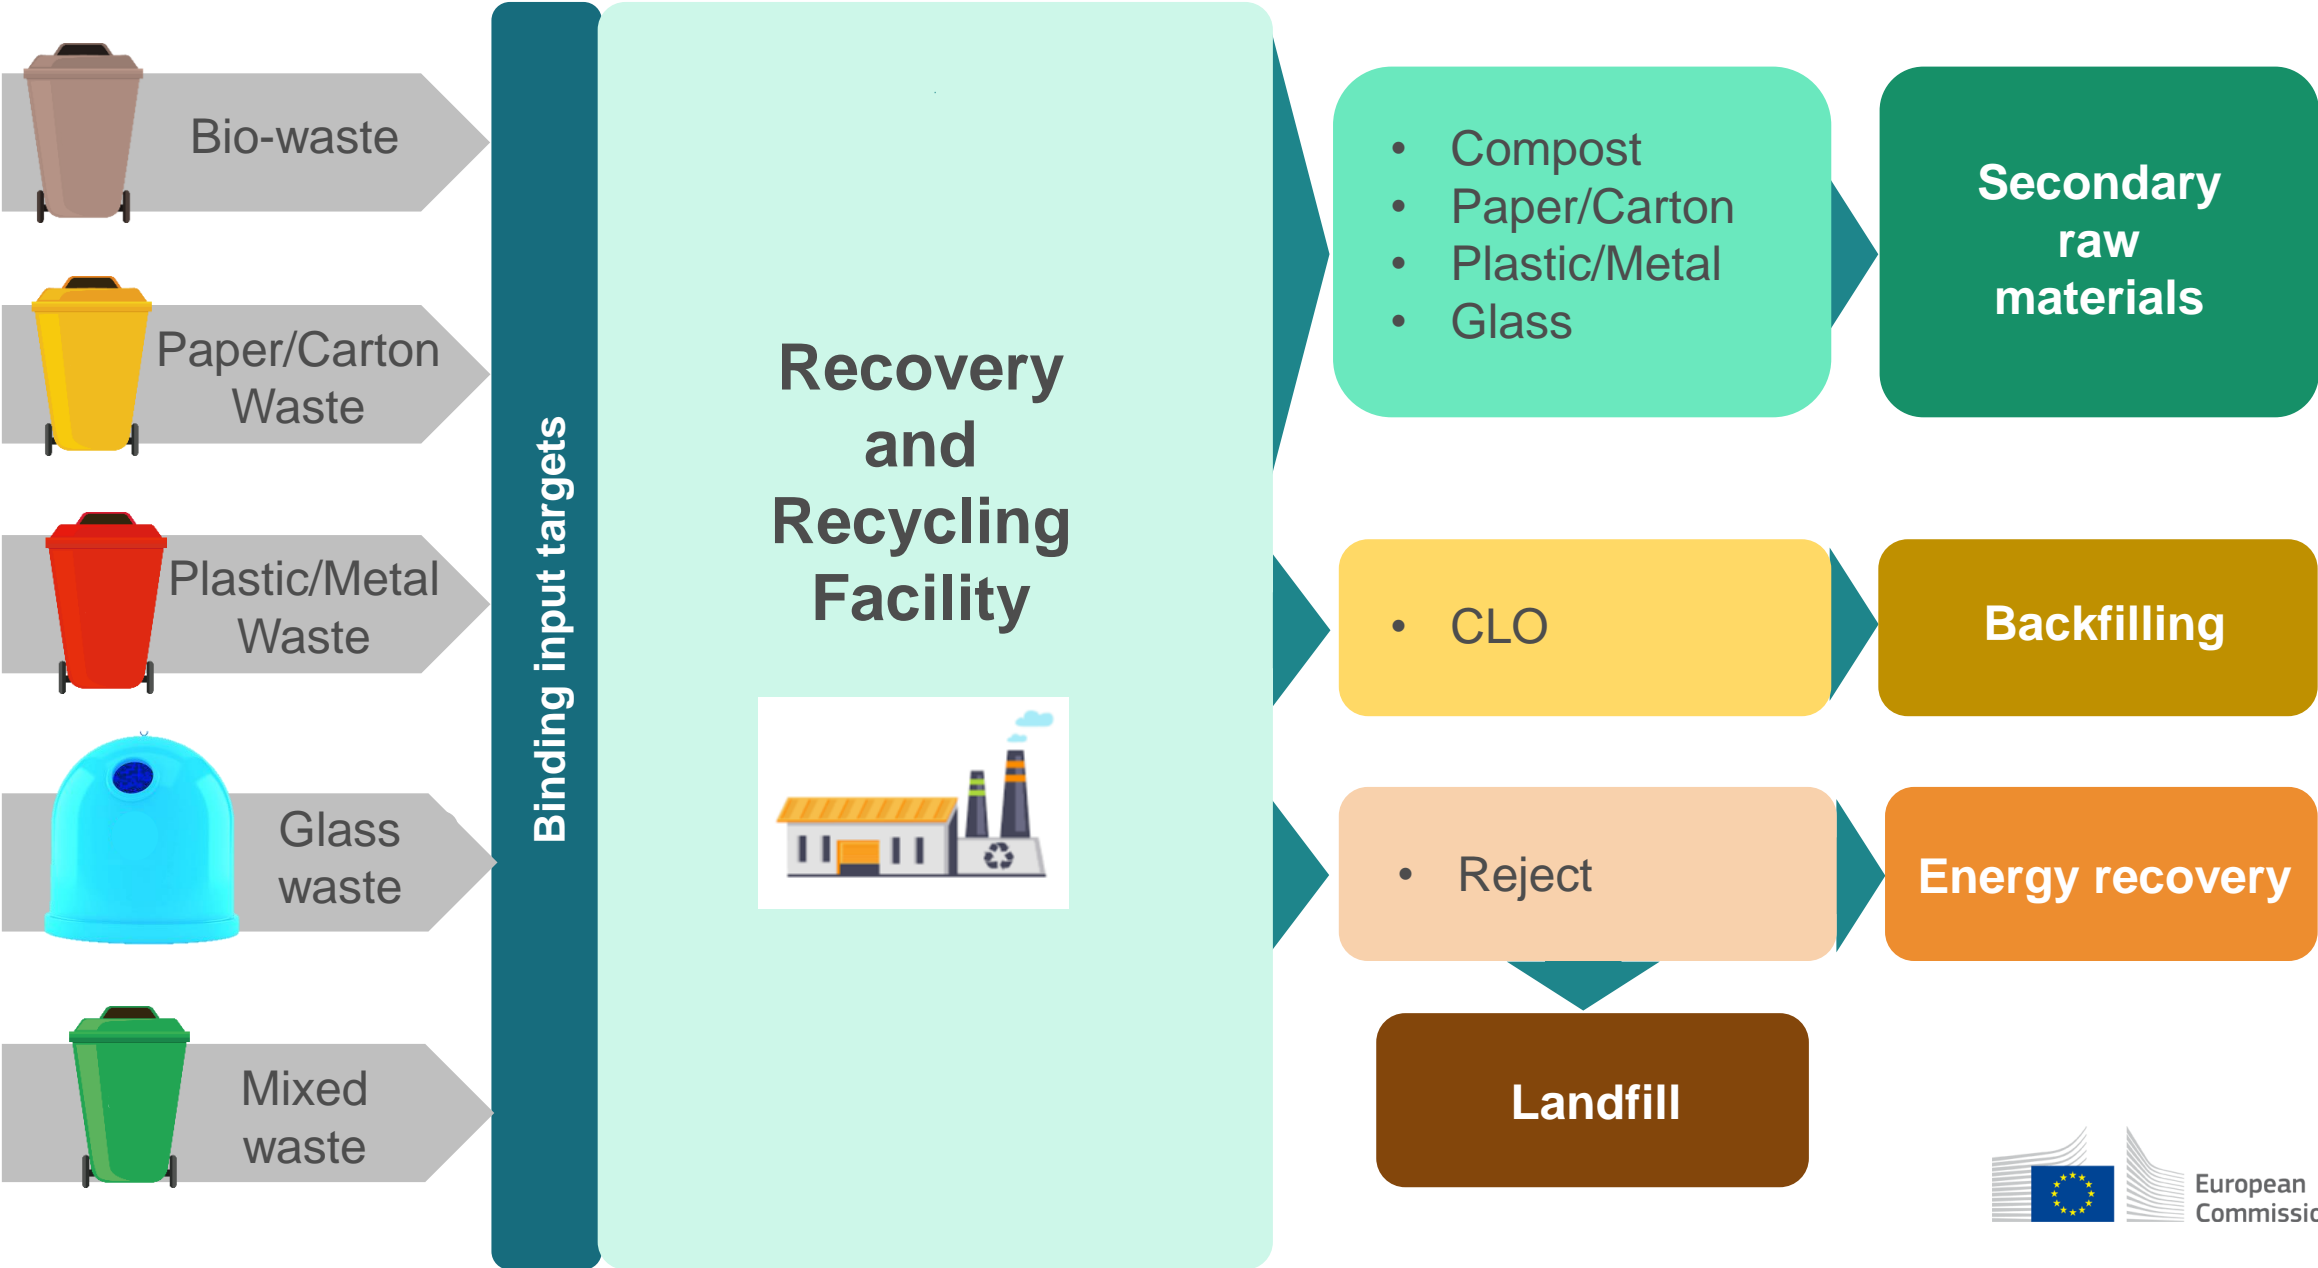 Bio-waste
Paper/Carton
Waste
Plastic/Metal
Waste
Glass
waste
Mixed
waste
Binding input targets
Recovery
and
Recycling
Facility
• Compost
• Paper/Carton
• Plastic/Metal
• Glass
Secondary
raw
materials
• CLO
Backfilling
• Reject
Energy recovery
Landfill
European
Commissio